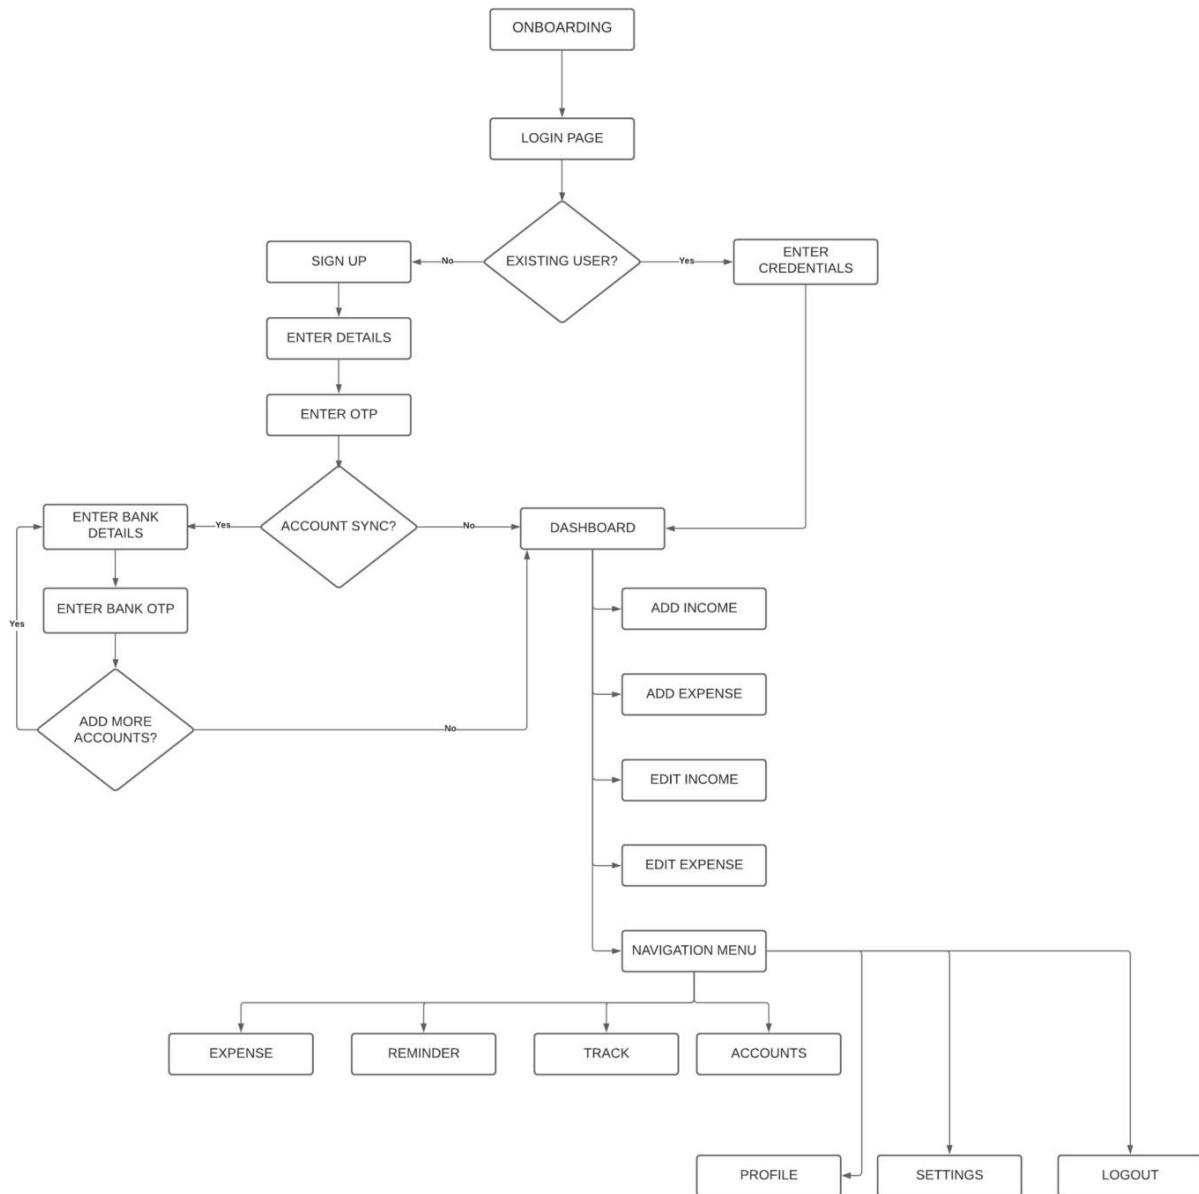 ONBOARDING
LOGIN PAGE
SIGN UP
No
EXISTING USER?
Yes
ENTER
CREDENTIALS
ENTER DETAILS
ENTER OTP
ENTER BANK
DETAILS
Yes
ACCOUNT SYNC?
No
DASHBOARD
ENTER BANK OTP
ADD INCOME
Yes
ADD EXPENSE
ADD MORE
ACCOUNTS?
No
EDIT INCOME
EDIT EXPENSE
NAVIGATION MENU
EXPENSE
REMINDER
TRACK
ACCOUNTS
PROFILE
SETTINGS
LOGOUT